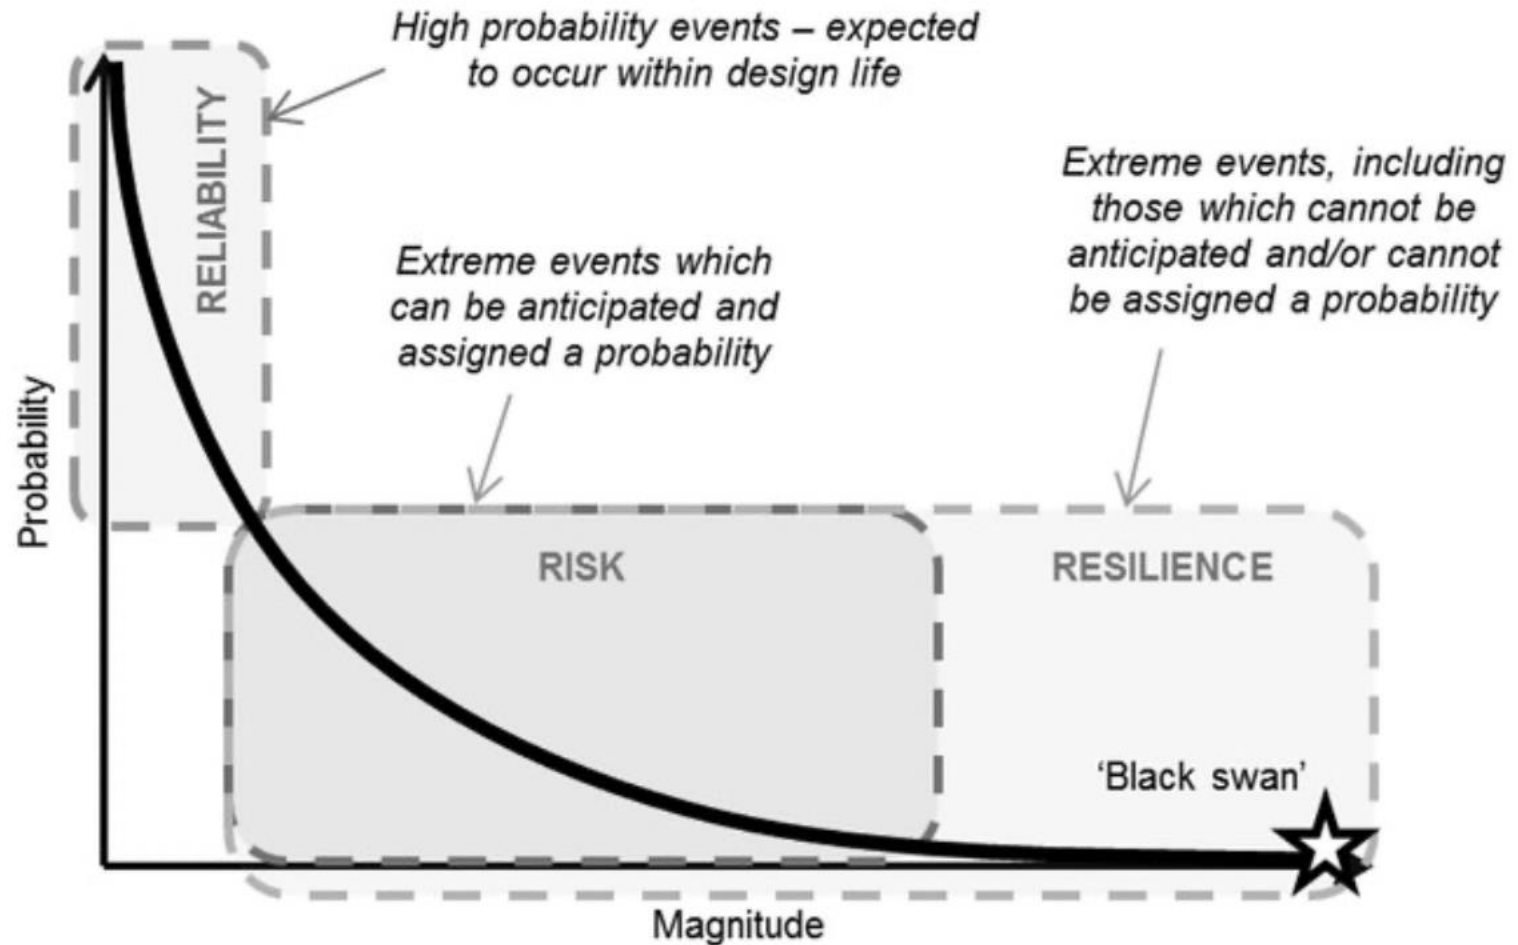 High probability events – expected
to occur within design life
RELIABILITY
Extreme events, including
those which cannot be
anticipated and/or cannot
be assigned a probability
Extreme events which
can be anticipated and
assigned a probability
Probability
RISK
RESILIENCE
‘Black swan’
Magnitude